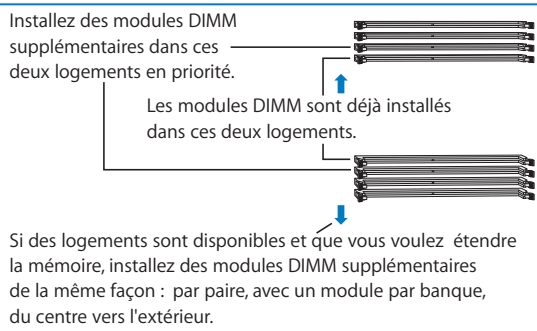 Installez des modules DIMM
supplémentaires dans ces
deux logements en priorité.
Les modules DIMM sont déjà installés
dans ces deux logements.
Si des logements sont disponibles et que vous voulez étendre
la mémoire, installez des modules DIMM supplémentaires
de la même façon : par paire, avec un module par banque,
du centre vers l'extérieur.